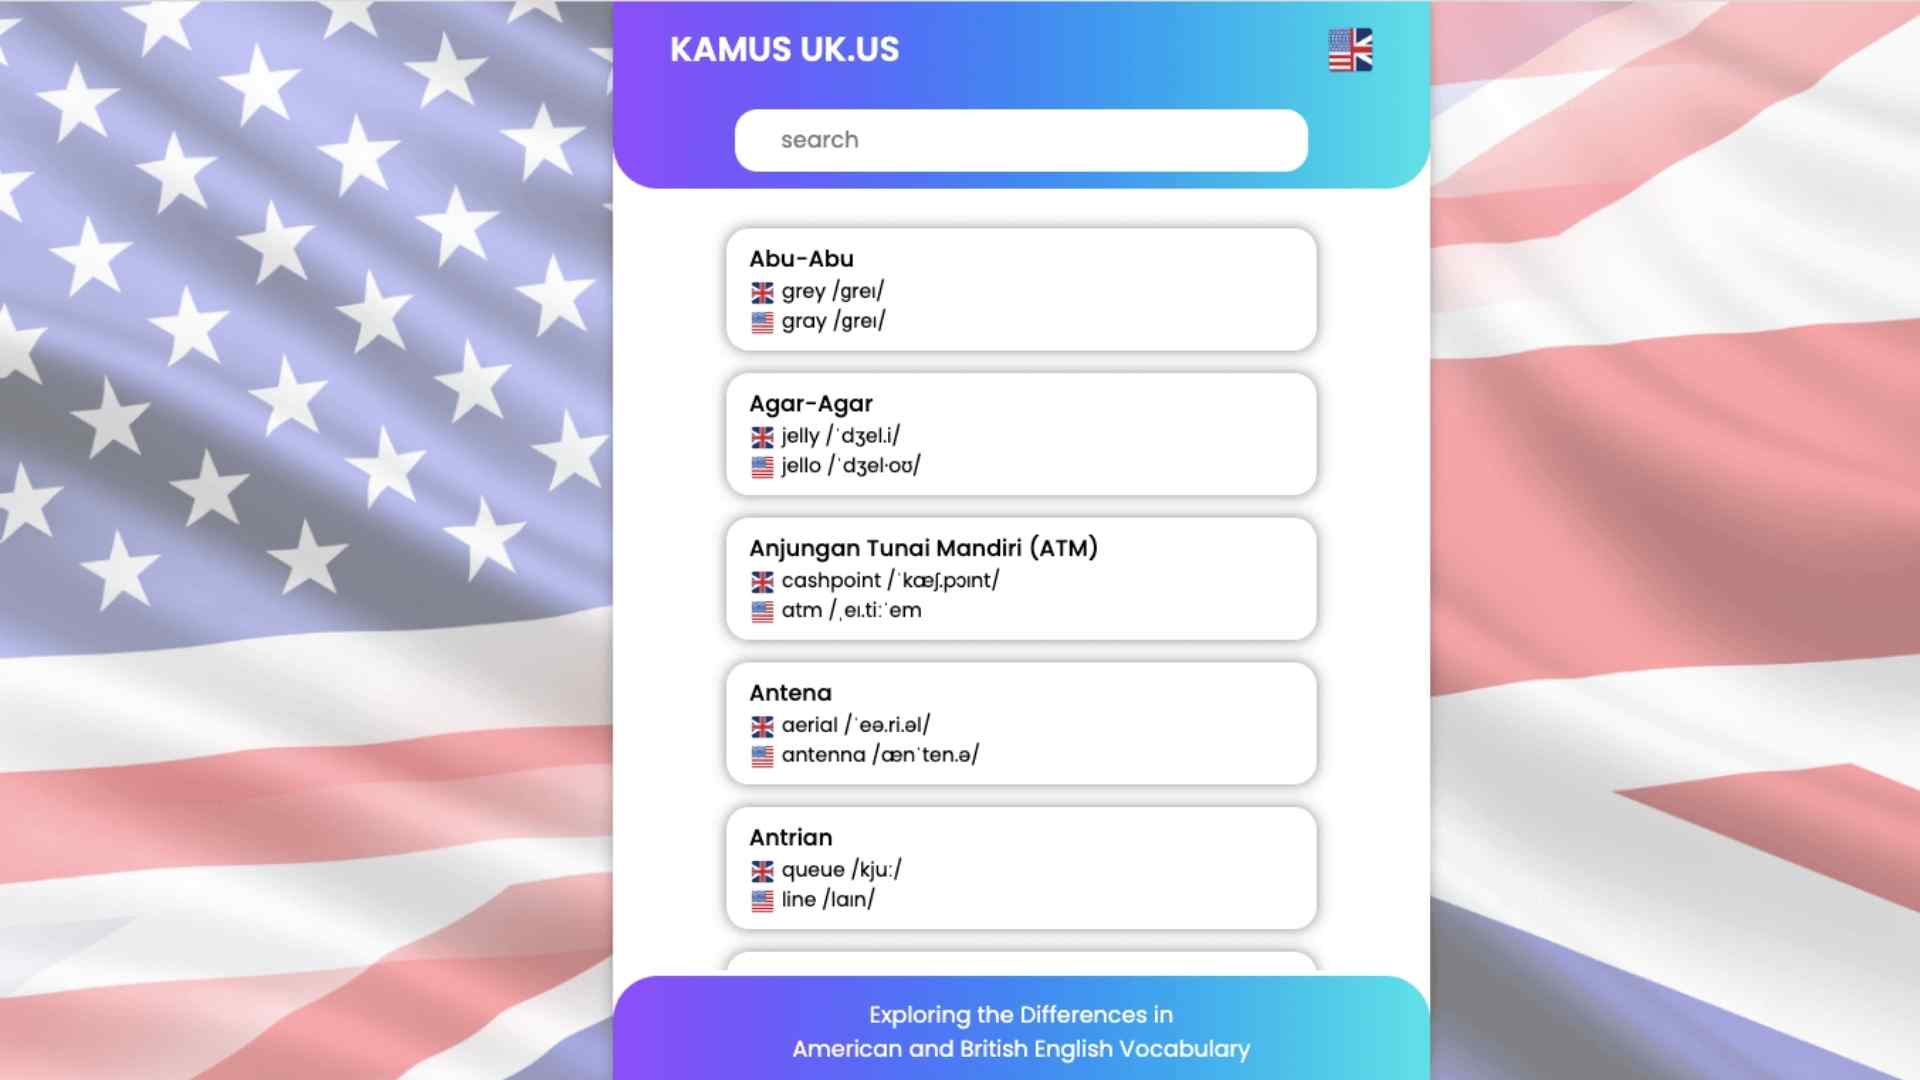 KAMUS UK.US
search
Abu-Abu
grey /ɡreɪ/
gray /ɡreɪ/
Agar-Agar
jelly /ˈdʒel.i/
jello /ˈdʒel·oʊ/
Anjungan Tunai Mandiri (ATM)
cashpoint /ˈkæʃ.pɔɪnt/
atm /ˌeɪ.tiːˈem
Antena
aerial /ˈeə.ri.əl/
antenna /ænˈten.ə/
Antrian
queue /kjuː/
line /laɪn/
Exploring the Differences in
American and British English Vocabulary